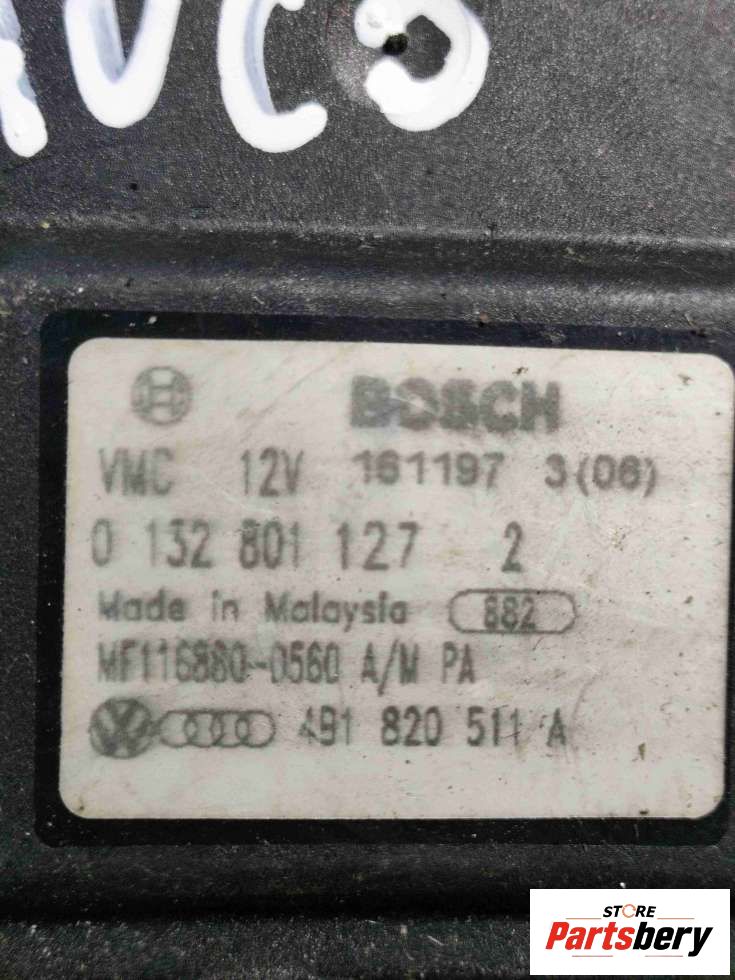 BOSCH
VMC 12V 161197 3(06)
0 132 801 127 2
Made in Malaysia 882
MF116880-0560 A/M PA
4B1 820 511 A
STORE
Partsbery